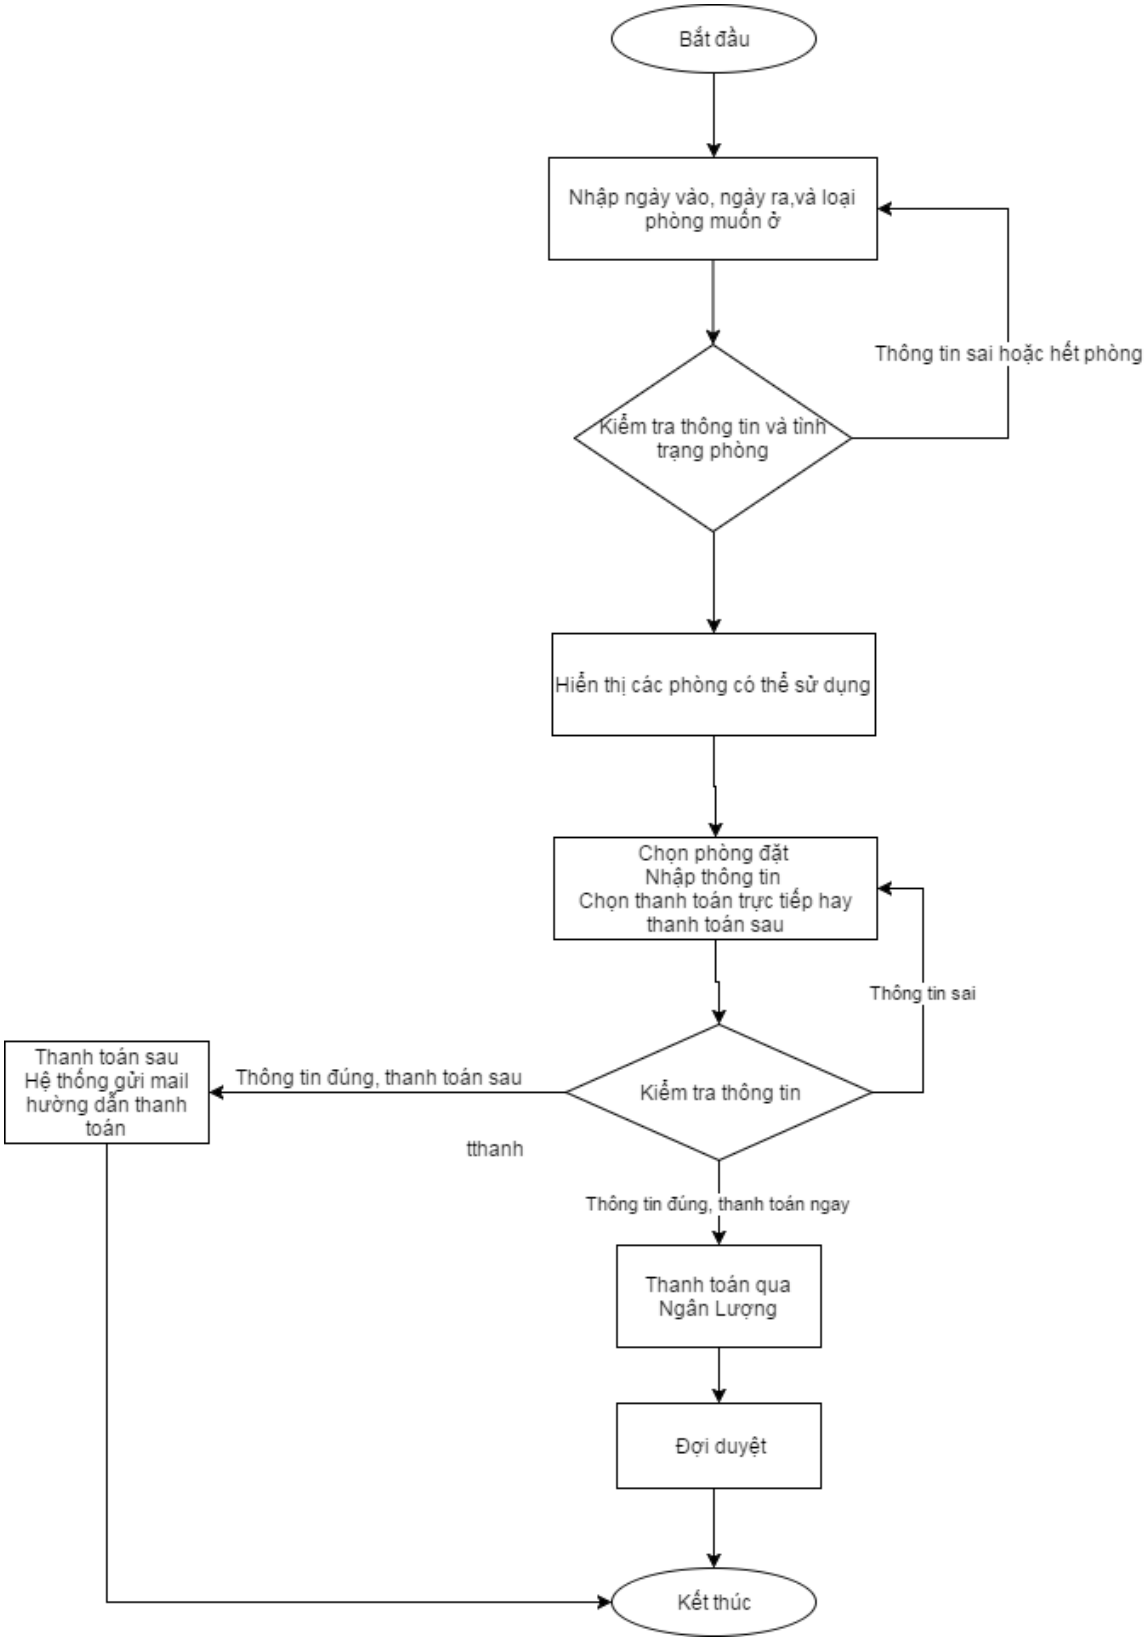 Bắt đầu
Nhập ngày vào, ngày ra,và loại
phòng muốn ở
Thông tin sai hoặc hết phòng
Kiểm tra thông tin và tình
trạng phòng
Hiển thị các phòng có thể sử dụng
Chọn phòng đặt
Nhập thông tin
Chọn thanh toán trực tiếp hay
thanh toán sau
Thông tin sai
Thanh toán sau
Hệ thống gửi mail
hường dẫn thanh
toán
Thông tin đúng, thanh toán sau
Kiểm tra thông tin
tthanh
Thông tin đúng, thanh toán ngay
Thanh toán qua
Ngân Lượng
Đợi duyệt
Kết thúc